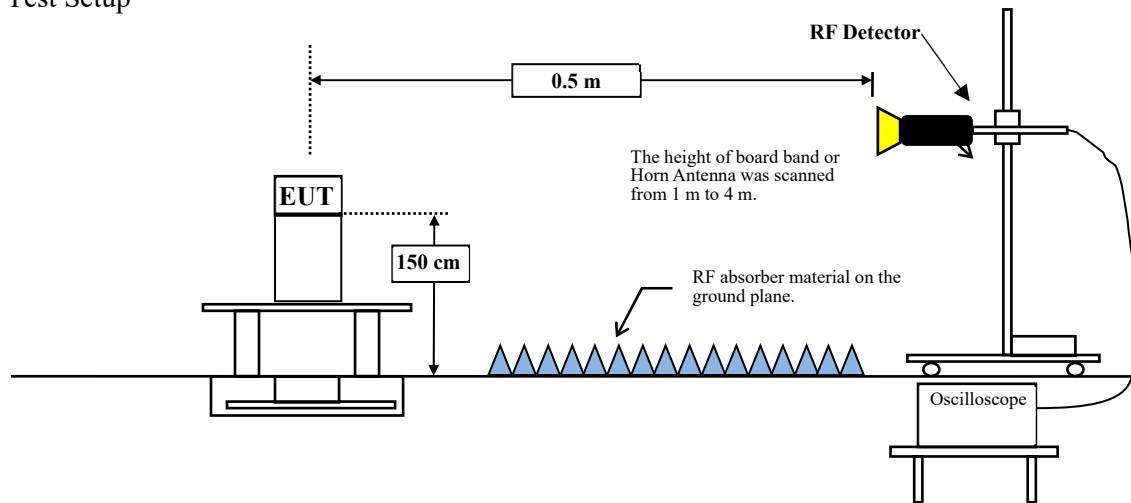 Test Setup
RF Detector
0.5 m
The height of board band or
Horn Antenna was scanned
from 1 m to 4 m.
EUT
150 cm
RF absorber material on the
ground plane.
Oscilloscope